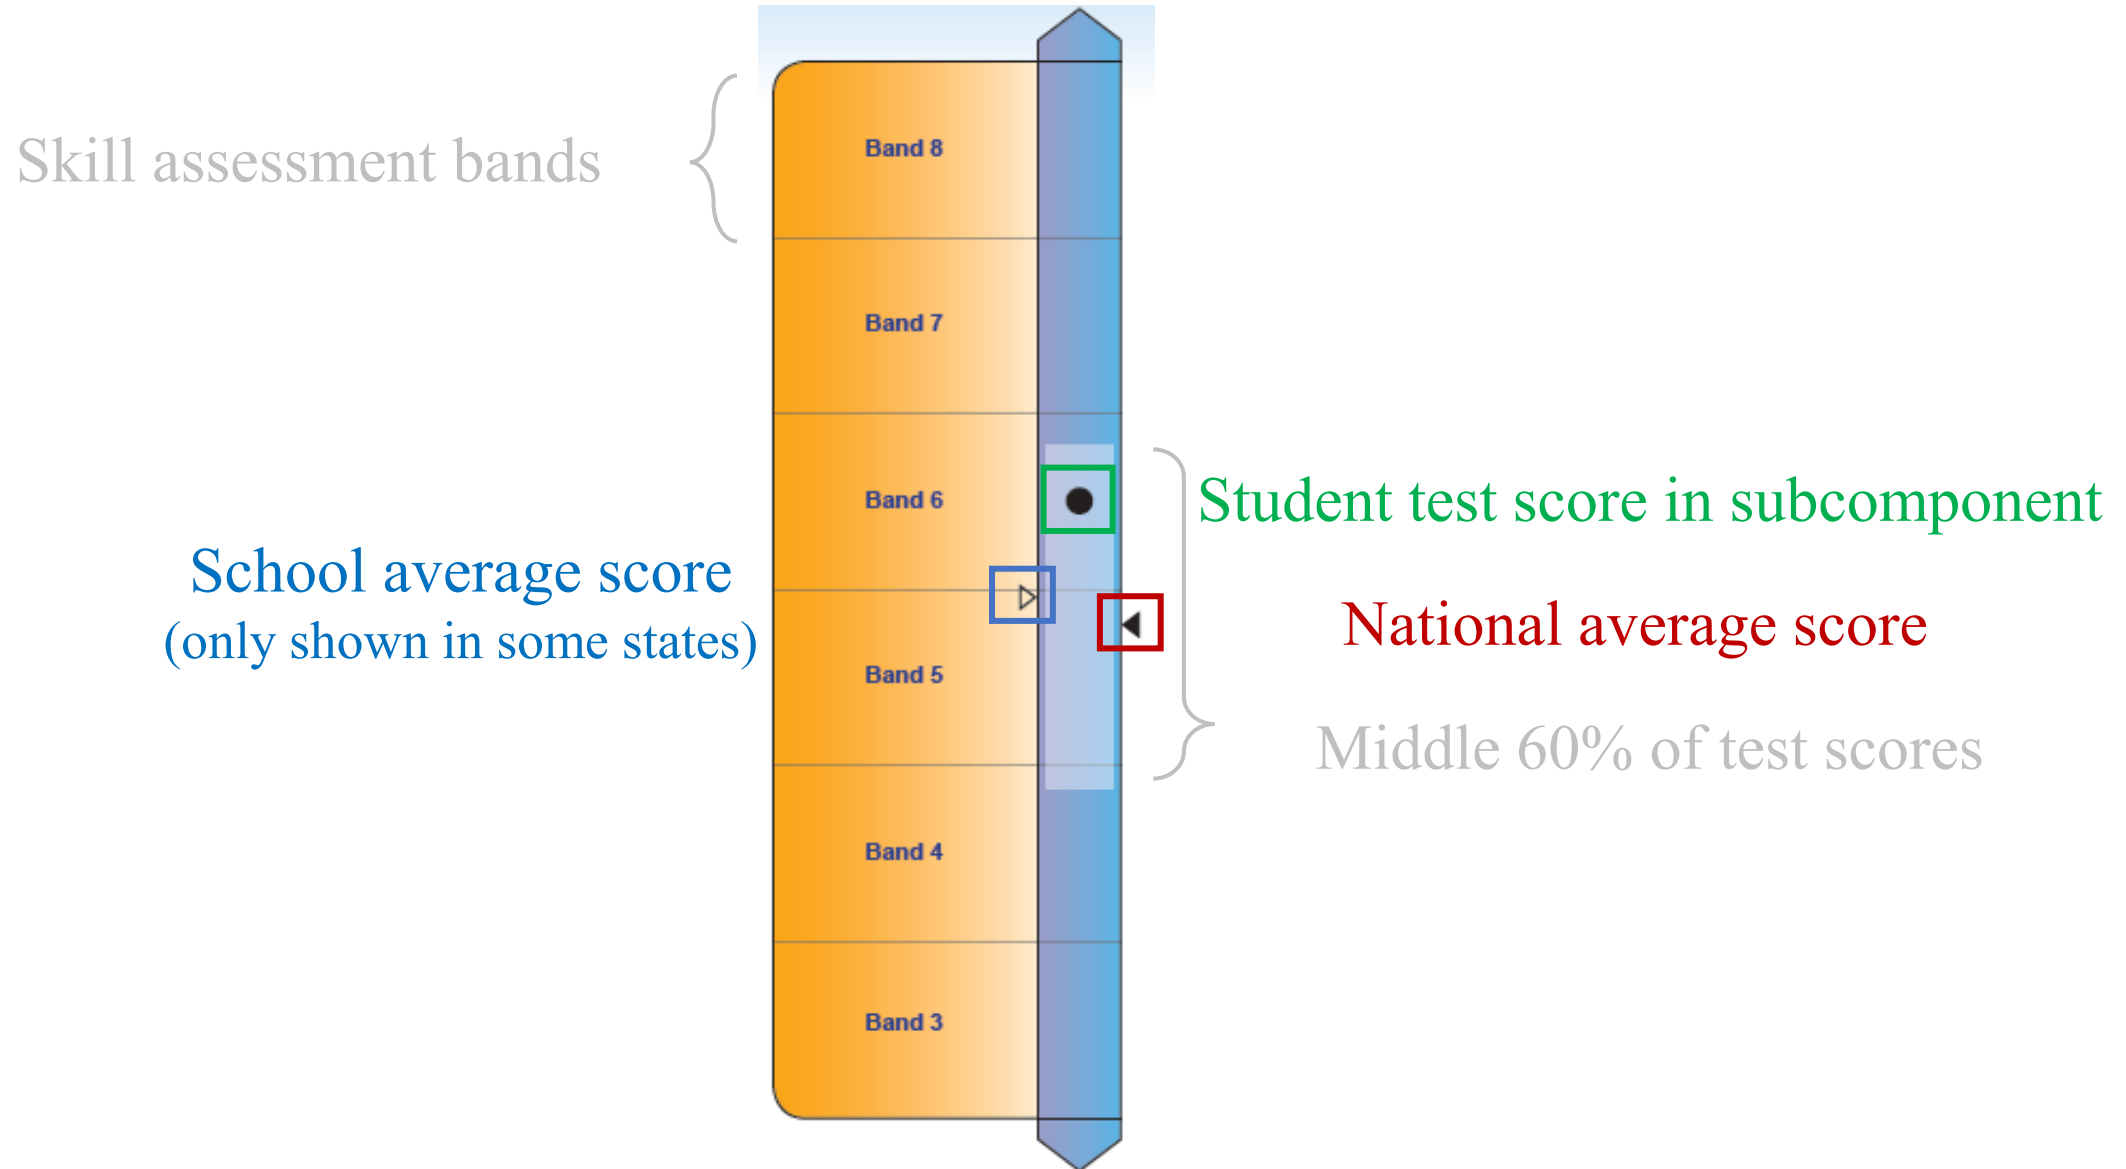 Skill assessment bands
Band 8
Band 7
Band 6
Student test score in subcomponent
School average score
(only shown in some states)
National average score
Band 5
Middle 60% of test scores
Band 4
Band 3